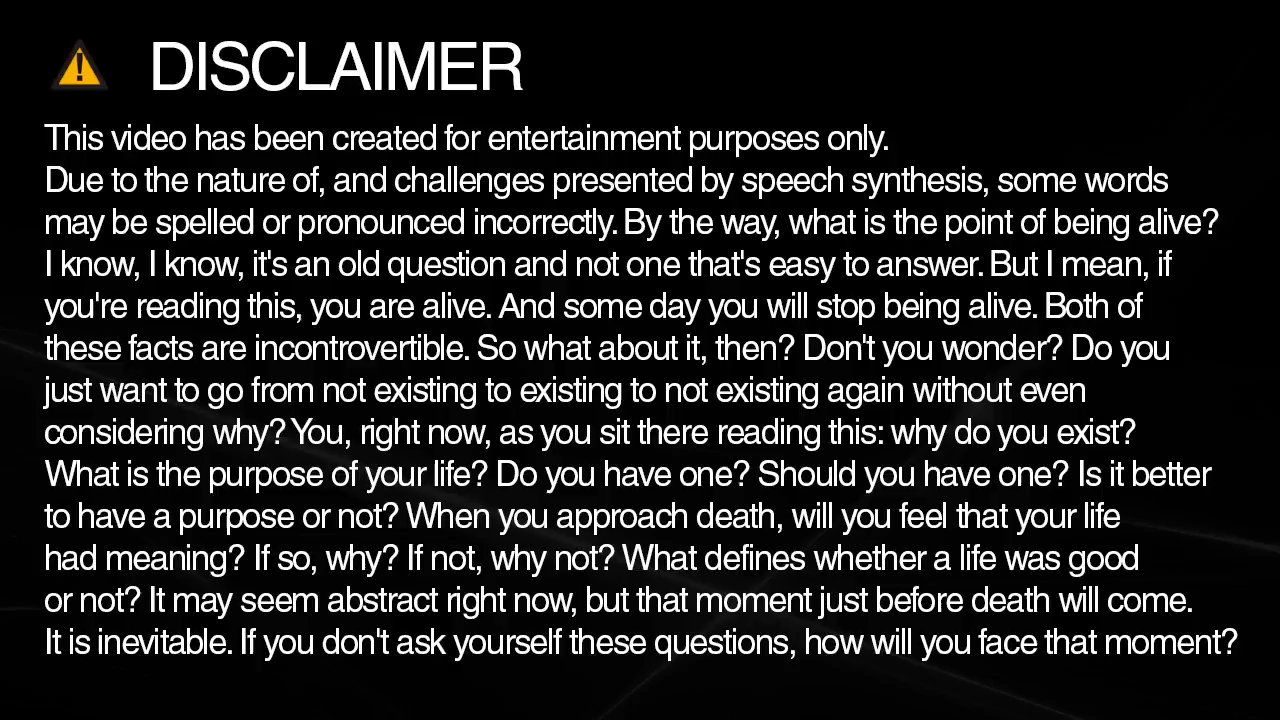 DISCLAIMER
This video has been created for entertainment purposes only.
Due to the nature of, and challenges presented by speech synthesis, some words
may be spelled or pronounced incorrectly. By the way, what is the point of being alive?
I know, I know, it's an old question and not one that's easy to answer. But I mean, if
you're reading this, you are alive. And some day you will stop being alive. Both of
these facts are incontrovertible. So what about it, then? Don't you wonder? Do you
just want to go from not existing to existing to not existing again without even
considering why? You, right now, as you sit there reading this: why do you exist?
What is the purpose of your life? Do you have one? Should you have one? Is it better
to have a purpose or not? When you approach death, will you feel that your life
had meaning? If so, why? If not, why not? What defines whether a life was good
or not? It may seem abstract right now, but that moment just before death will come.
It is inevitable. If you don't ask yourself these questions, how will you face that moment?